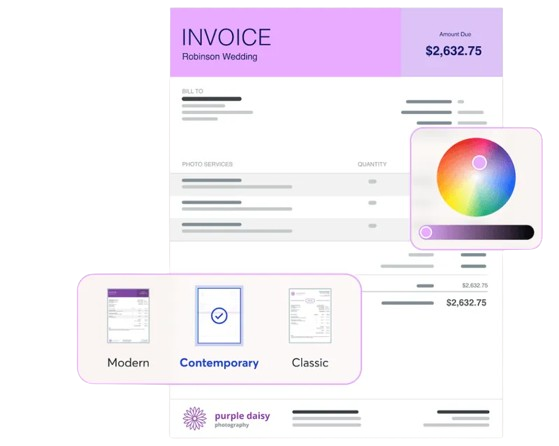 INVOICE
Robinson Wedding
Amount Due
$2,632.75
BILL TO
PHOTO SERVICES
QUANTITY
$2,632.75
$2,632.75
Modern
Contemporary
Classic
purple daisy
photography